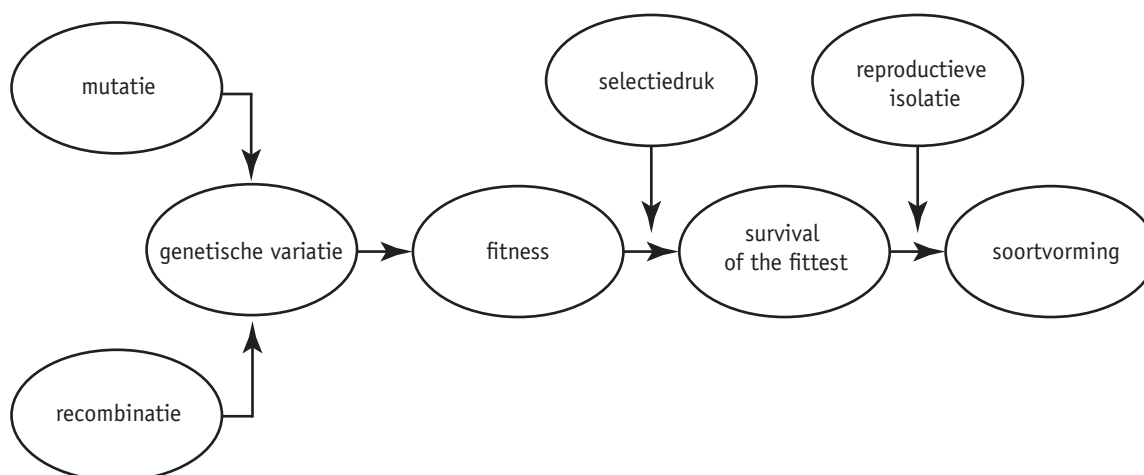 mutatie
selectiedruk
reproductieve
isolatie
genetische variatie
fitness
survival
of the fittest
soortvorming
recombinatie